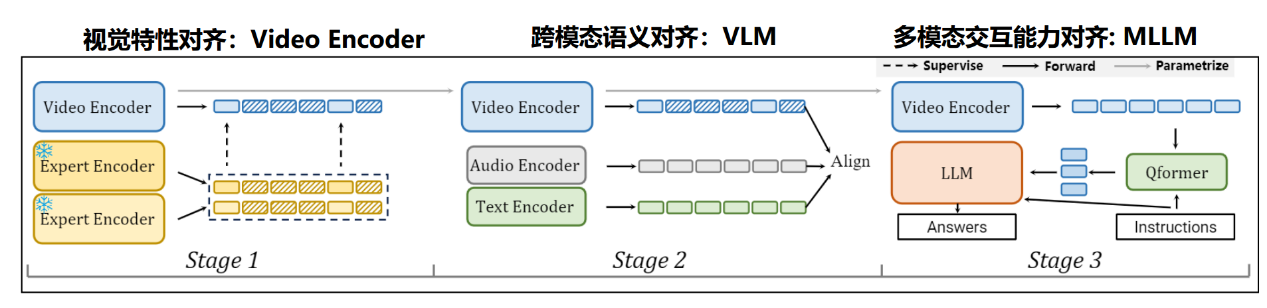 视觉特性对齐：Video Encoder
跨模态语义对齐：VLM
多模态交互能力对齐: MLLM
Supervise
Forward
Parametrize
Video Encoder
Expert Encoder
Expert Encoder
Stage 1
Video Encoder
Audio Encoder
Text Encoder
Align
Stage 2
Video Encoder
LLM
Qformer
Answers
Instructions
Stage 3